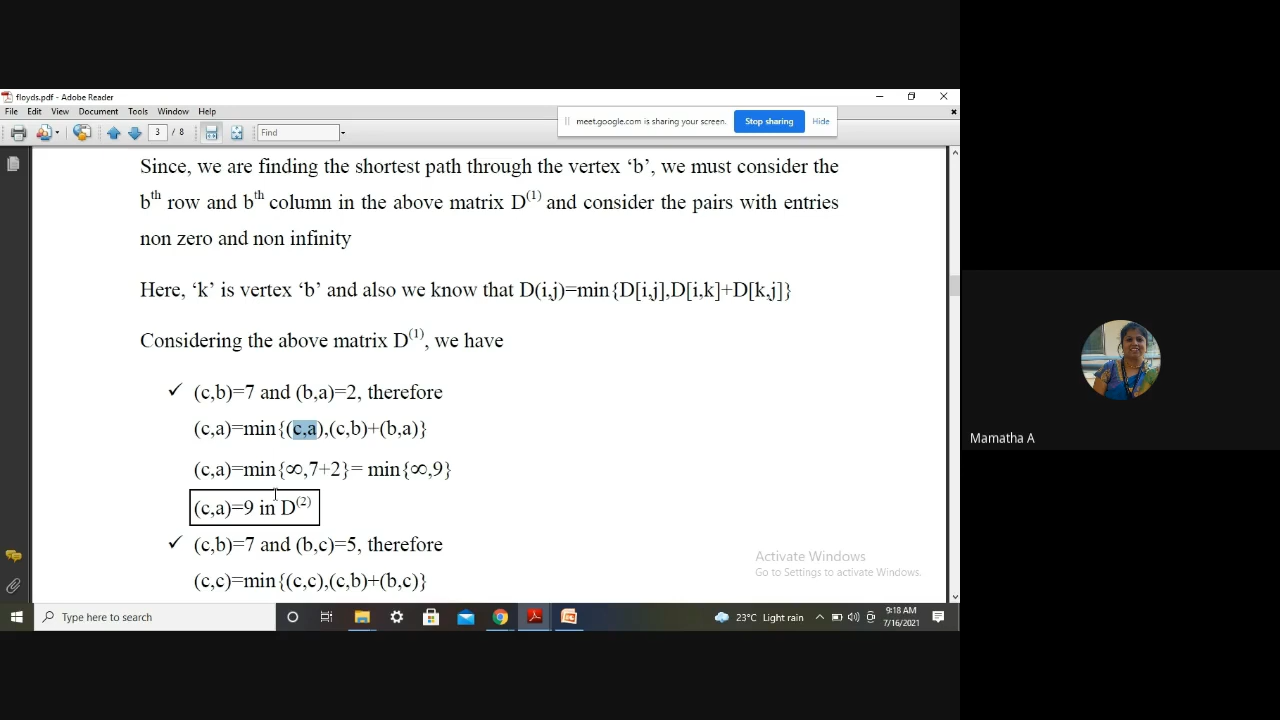 floyds.pdf - Adobe Reader
File Edit View Document Tools Window Help
meet.google.com is sharing your screen. Stop sharing Hide
3 / 8 Find
Since, we are finding the shortest path through the vertex ‘b’, we must consider the
bth row and bth column in the above matrix D(1) and consider the pairs with entries
non zero and non infinity
Here, ‘k’ is vertex ‘b’ and also we know that D(i,j)=min{D[i,j],D[i,k]+D[k,j]}
Considering the above matrix D(1), we have
✓ (c,b)=7 and (b,a)=2, therefore
(c,a)=min{(c,a),(c,b)+(b,a)}
(c,a)=min{∞,7+2}= min{∞,9}
(c,a)=9 in D(2)
✓ (c,b)=7 and (b,c)=5, therefore
(c,c)=min{(c,c),(c,b)+(b,c)}
Mamatha A
Activate Windows
Go to Settings to activate Windows.
Type here to search
23°C Light rain
9:18 AM
7/16/2021